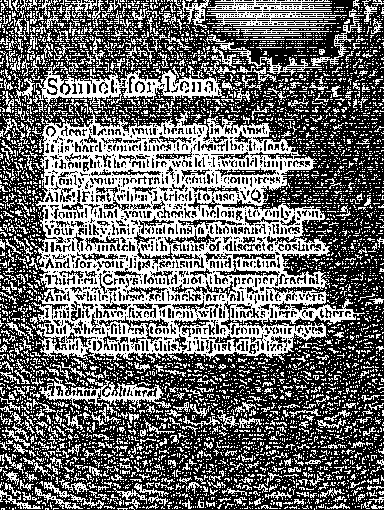 Sonnet for Lena
O dear Lena, your beauty is so vast
It is hard sometimes to describe it fast.
I thought the entire world I would impress
If only your portrait I could compress.
Alas! First when I tried to use VQ
I found that your cheeks belong to only you.
Your silky hair contains a thousand lines
Hard to match with sums of discrete cosines.
And for your lips, sensual and tactual
Thirteen Crays found not the proper fractal.
And while these setbacks are all quite severe
I might have fixed them with hacks here or there
But when filters took sparkle from your eyes
I said, 'Damn all this. I'll just digitize.'
Thomas Colthurst